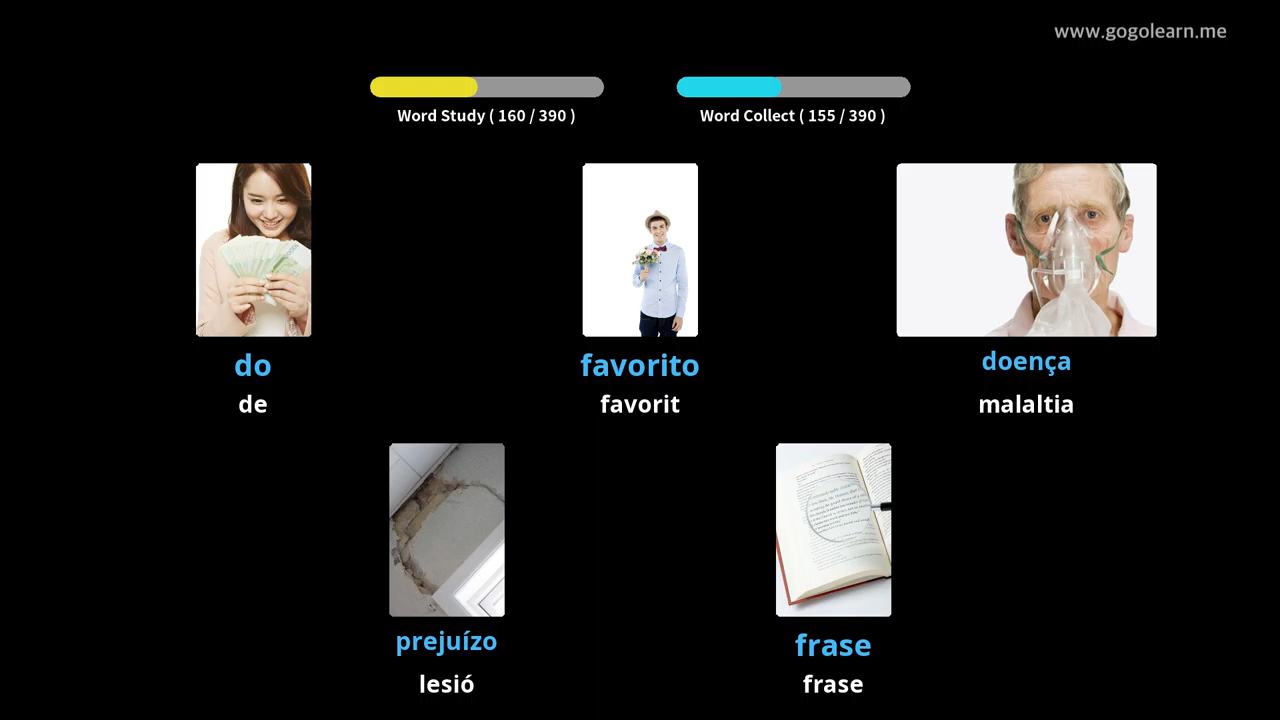 www.gogolearn.me
Word Study ( 160 / 390 )
Word Collect ( 155 / 390 )
do
de
favorito
favorit
doença
malaltia
prejuízo
lesió
frase
frase